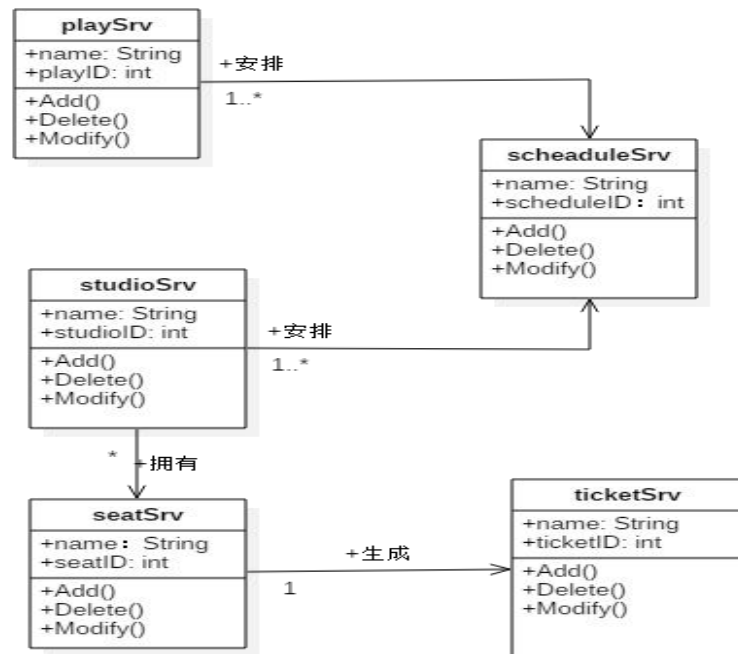 playSrv
+name: String
+playID: int
+Add()
+Delete()
+Modify()
+安排
1..*
scheaduleSrv
+name: String
+scheduleID：int
+Add()
+Delete()
+Modify()
studioSrv
+name: String
+studioID: int
+Add()
+Delete()
+Modify()
+安排
1..*
*
+拥有
seatSrv
+name：String
+seatID: int
+Add()
+Delete()
+Modify()
+生成
1
ticketSrv
+name: String
+ticketID: int
+Add()
+Delete()
+Modify()